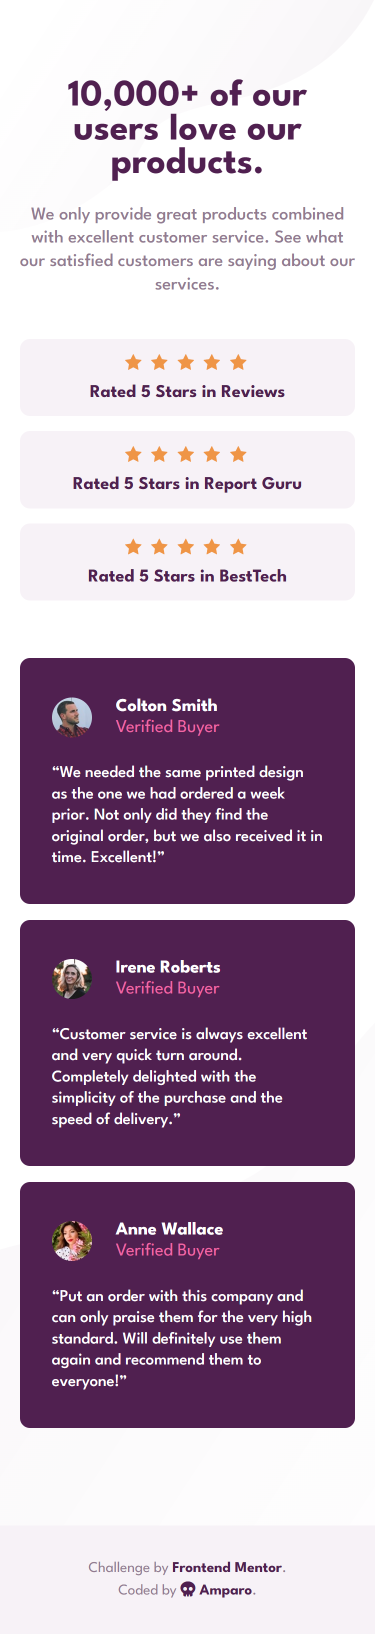 10,000+ of our
users love our
products.
We only provide great products combined
with excellent customer service. See what
our satisfied customers are saying about our
services.
Rated 5 Stars in Reviews
Rated 5 Stars in Report Guru
Rated 5 Stars in BestTech
Colton Smith
Verified Buyer
“We needed the same printed design
as the one we had ordered a week
prior. Not only did they find the
original order, but we also received it in
time. Excellent!”
Irene Roberts
Verified Buyer
“Customer service is always excellent
and very quick turn around.
Completely delighted with the
simplicity of the purchase and the
speed of delivery.”
Anne Wallace
Verified Buyer
“Put an order with this company and
can only praise them for the very high
standard. Will definitely use them
again and recommend them to
everyone!”
Challenge by Frontend Mentor.
Coded by Amparo.